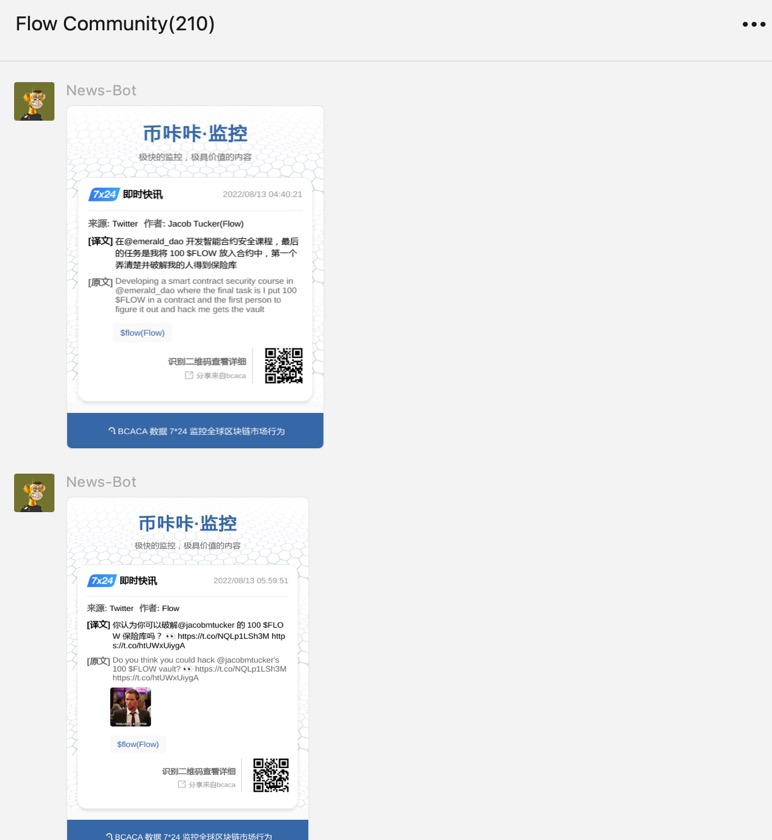 Flow Community(210)
News-Bot
币咔咔·监控
极快的监控，极具价值的内容
7x24 即时快讯 2022/08/13 04:40:21
来源: Twitter 作者: Jacob Tucker(Flow)
[译文] 在@emerald_dao 开发智能合约安全课程，最后
的任务是我将 100 $FLOW 放入合约中，第一个
弄清楚并破解我的人得到保险库
[原文] Developing a smart contract security course in
@emerald_dao where the final task is I put 100
$FLOW in a contract and the first person to
figure it out and hack me gets the vault
$flow(Flow)
识别二维码查看详细
分享来自bcaca
BCACA 数据 7*24 监控全球区块链市场行为
News-Bot
币咔咔·监控
极快的监控，极具价值的内容
7x24 即时快讯 2022/08/13 05:59:51
来源: Twitter 作者: Flow
[译文] 你认为你可以破解@jacobmtucker 的 100 $FLO
W 保险库吗？ 👀 https://t.co/NQLp1LSh3M http
s://t.co/htUWxUiygA
[原文] Do you think you could hack @jacobmtucker's
100 $FLOW vault? 👀 https://t.co/NQLp1LSh3M
https://t.co/htUWxUiygA
$flow(Flow)
识别二维码查看详细
分享来自bcaca
BCACA 数据 7*24 监控全球区块链市场行为